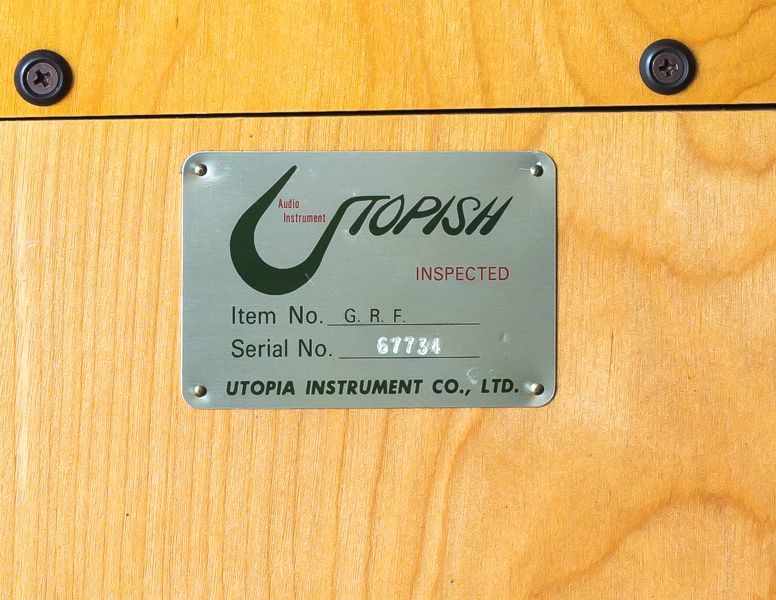 Audio
Instrument
UTOPISH
INSPECTED
Item No. G. R. F.
Serial No. 67734
UTOPIA INSTRUMENT CO., LTD.